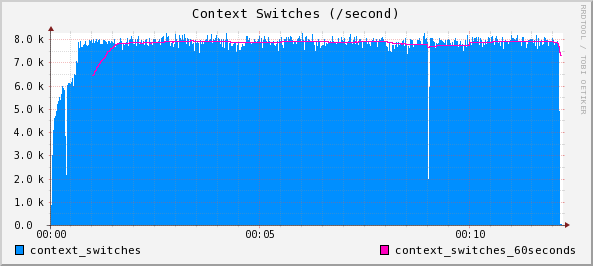 Context Switches (/second)
RRDTOOL / TOBI OETIKER
8.0 k
7.0 k
6.0 k
5.0 k
4.0 k
3.0 k
2.0 k
1.0 k
0.0
00:00 00:05 00:10
context_switches context_switches_60seconds